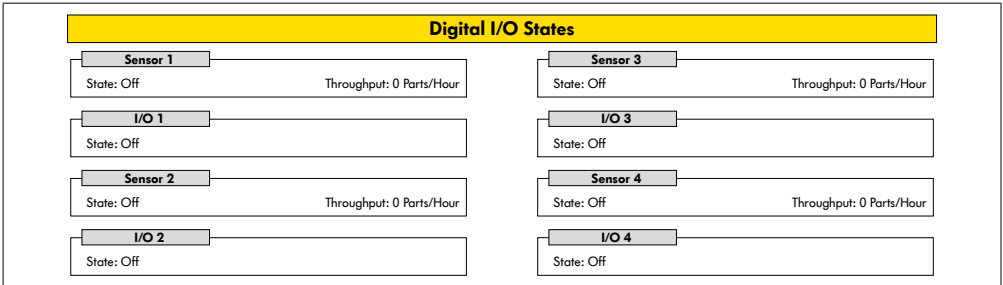 Digital I/O States
Sensor 1
State: Off Throughput: 0 Parts/Hour
I/O 1
State: Off
Sensor 2
State: Off Throughput: 0 Parts/Hour
I/O 2
State: Off
Sensor 3
State: Off Throughput: 0 Parts/Hour
I/O 3
State: Off
Sensor 4
State: Off Throughput: 0 Parts/Hour
I/O 4
State: Off